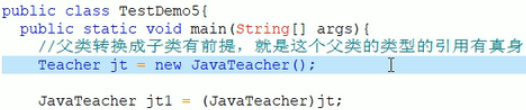 public class TestDemo5{
public static void main(String[] args){
//父类转换成子类有前提，就是这个父类的类型的引用有真身
Teacher jt = new JavaTeacher();
JavaTeacher jt1 = (JavaTeacher)jt;